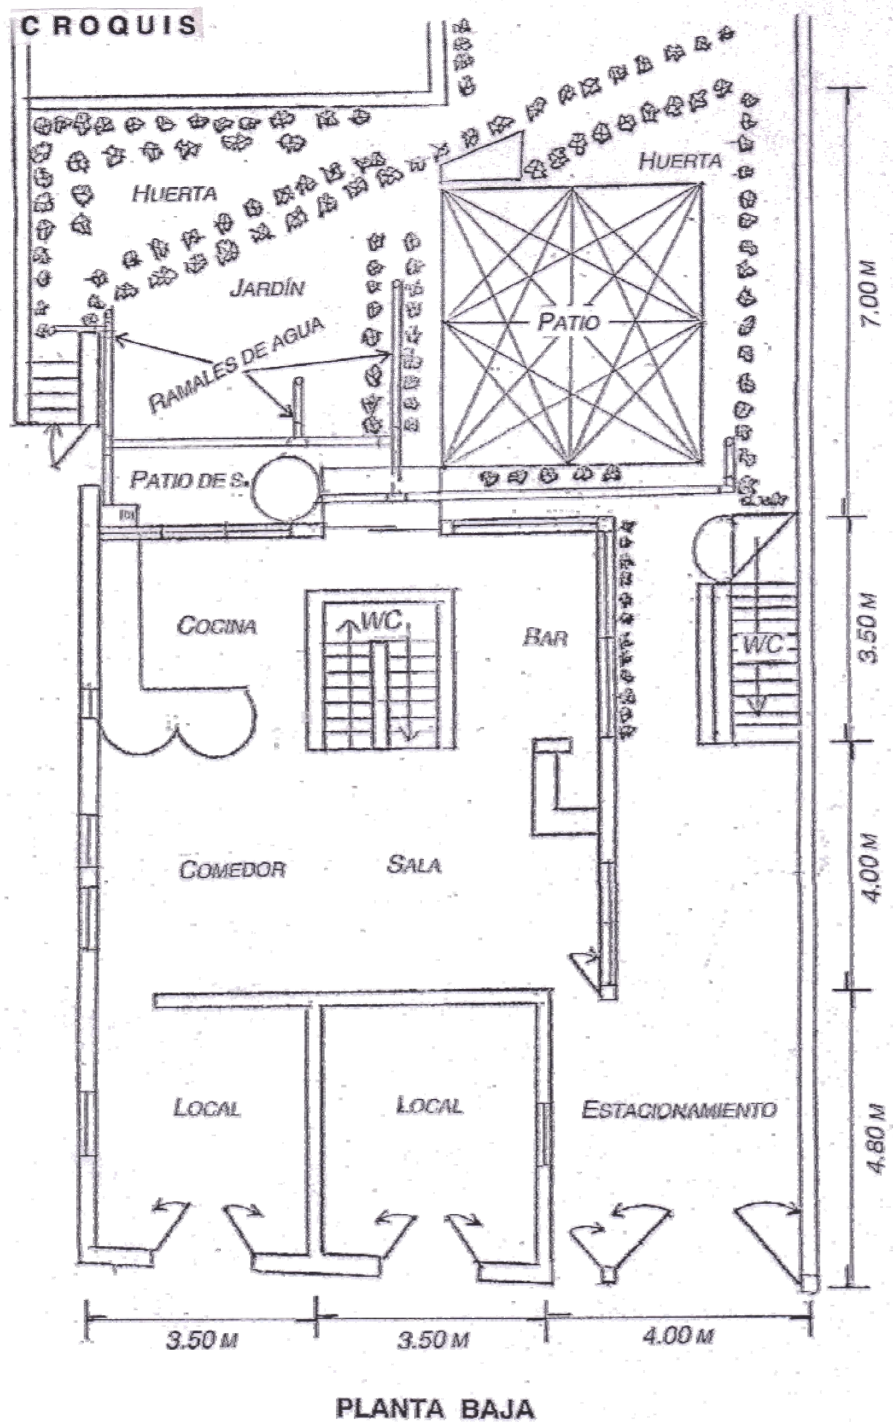 CROQUIS
HUERTA
HUERTA
JARDÍN
PATIO
7.00 M
RAMALES DE AGUA
PATIO DE S.
COCINA
WC
BAR
WC
3.50 M
COMEDOR
SALA
4.00 M
LOCAL
LOCAL
ESTACIONAMIENTO
4.80 M
3.50 M
3.50 M
4.00 M
PLANTA BAJA